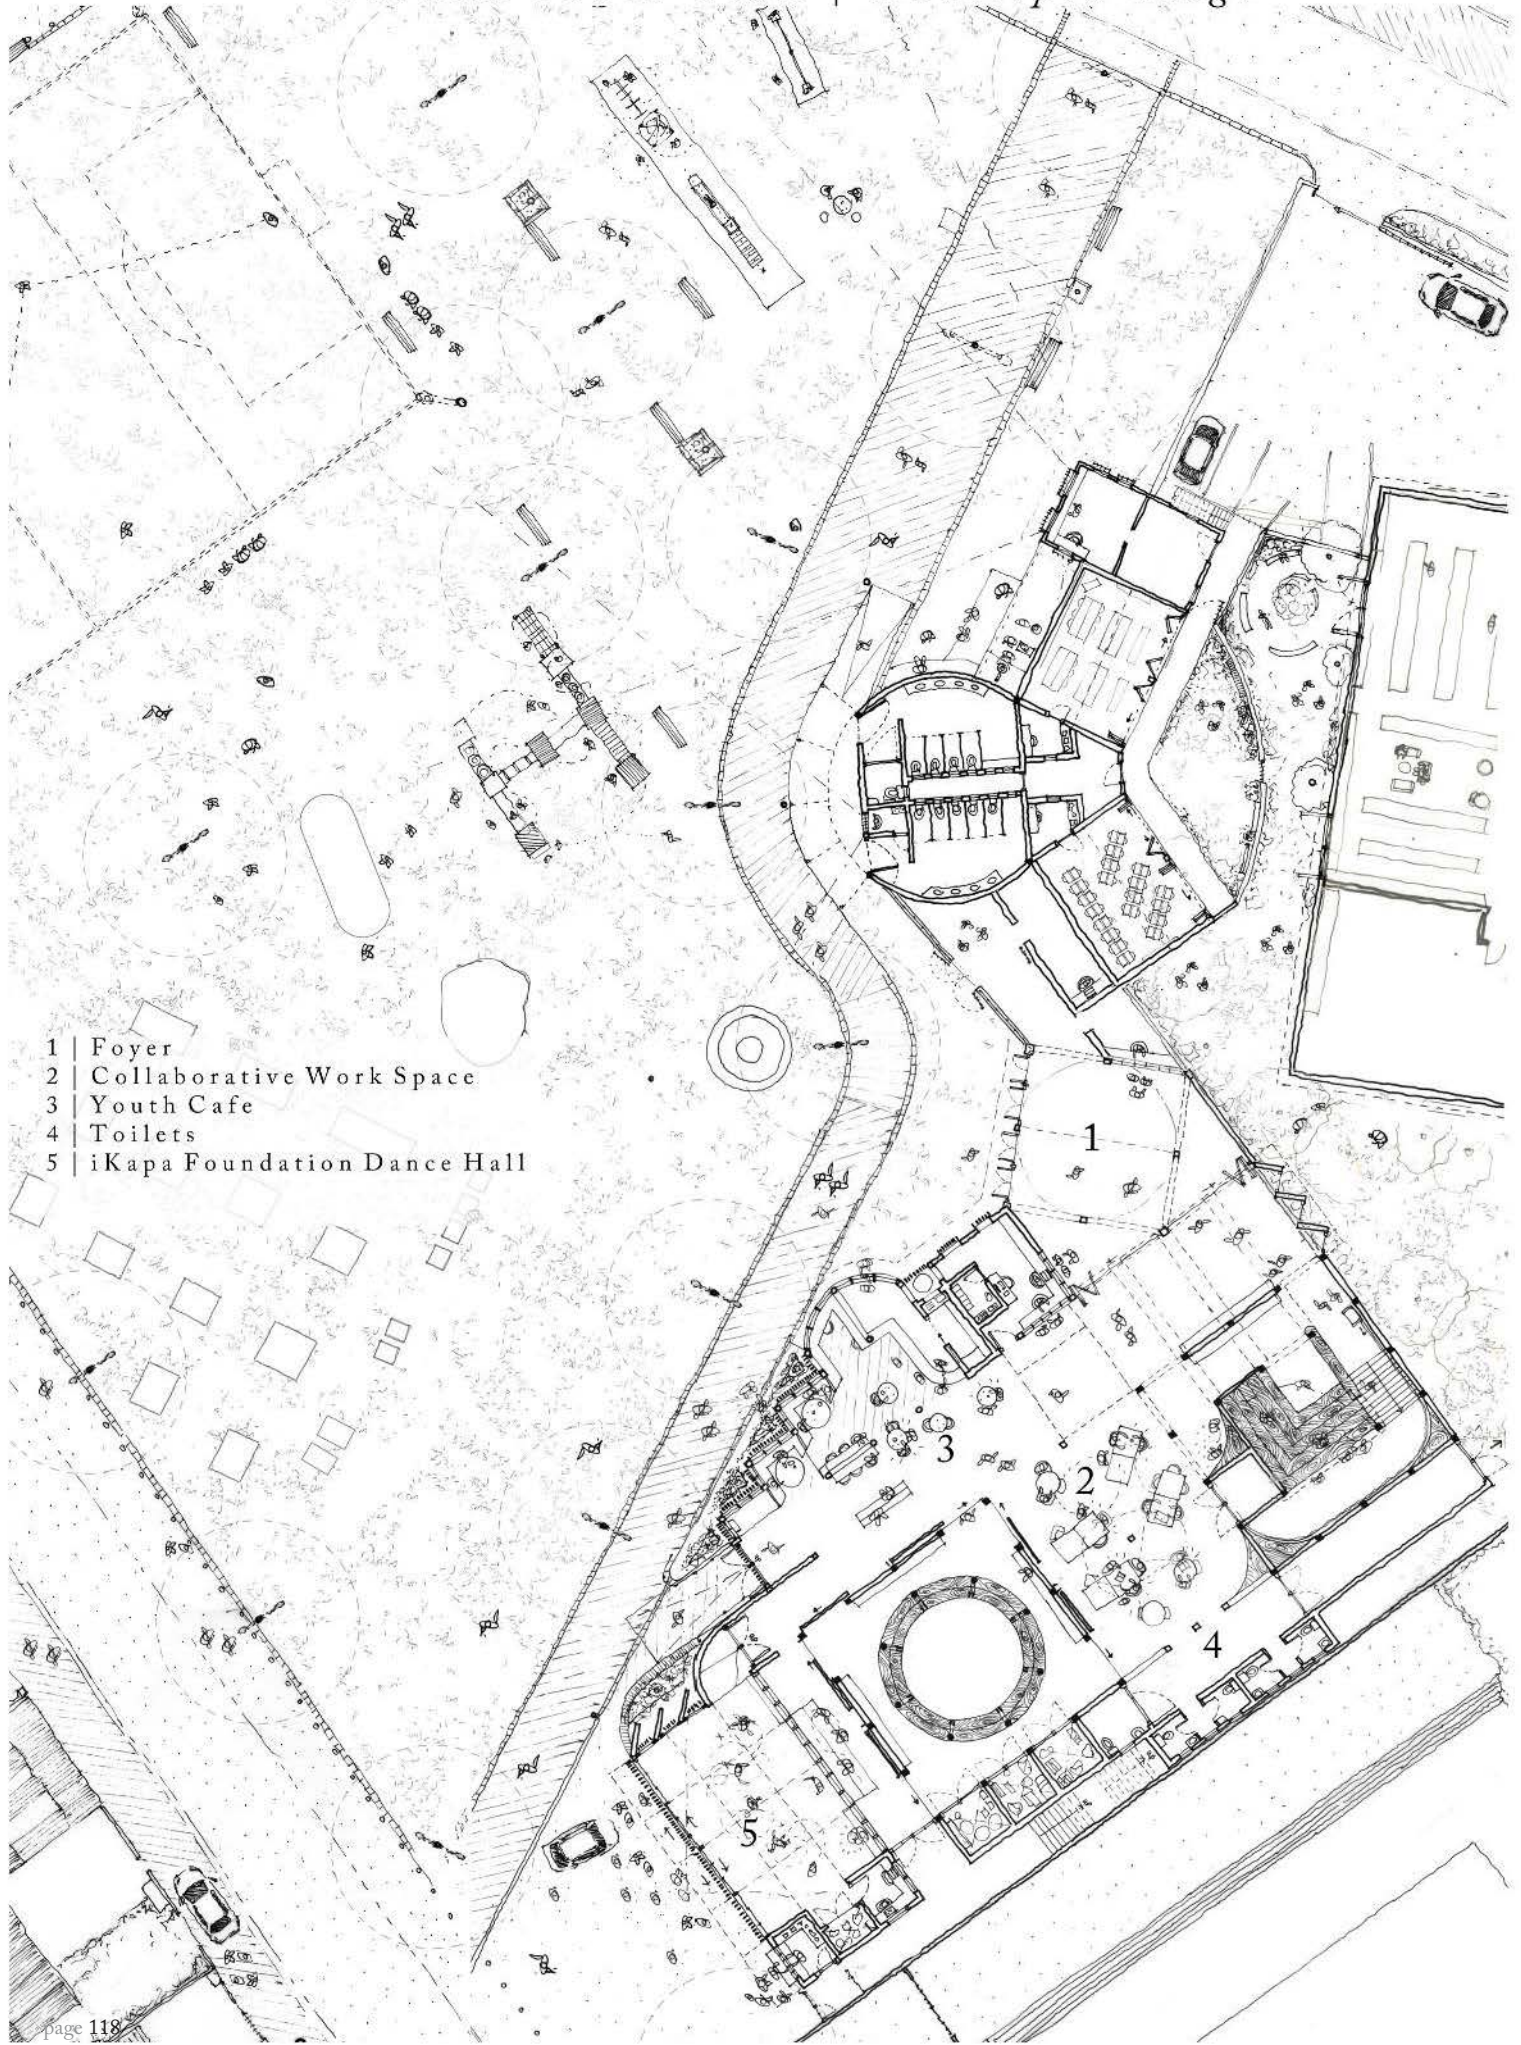 1 | Foyer
2 | Collaborative Work Space
3 | Youth Cafe
4 | Toilets
5 | iKapa Foundation Dance Hall
1
2
3
4
5
page 118